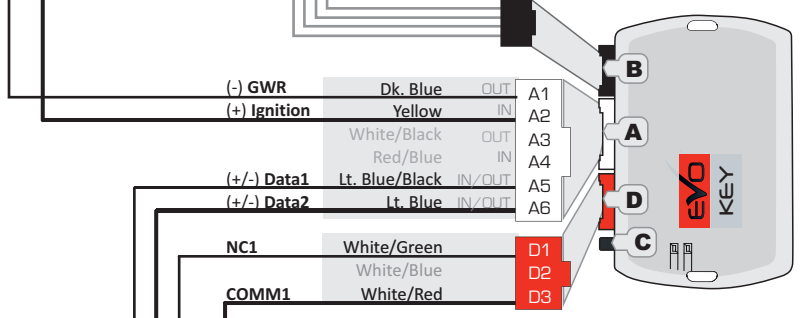 B
(-) GWR Dk. Blue OUT A1
(+) Ignition Yellow IN A2
White/Black OUT A3
Red/Blue IN A4
(+/-) Data1 Lt. Blue/Black IN/OUT A5
(+/-) Data2 Lt. Blue IN/OUT A6
A
D
EVO
KEY
C
NC1 White/Green D1
White/Blue D2
COMM1 White/Red D3